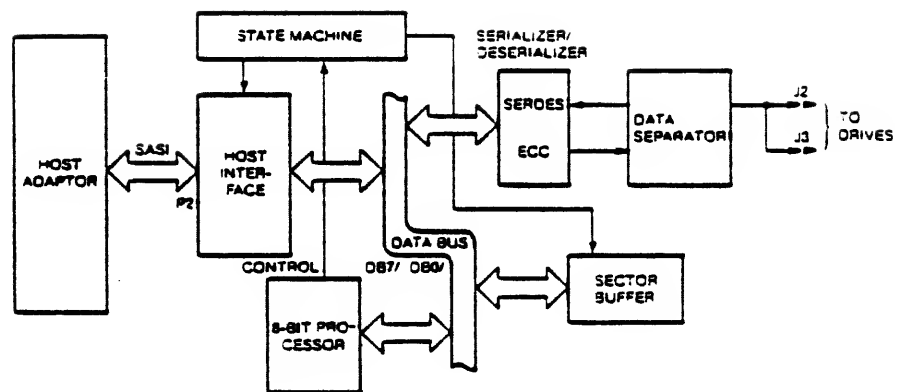 STATE MACHINE
SERIALIZER/
DESERIALIZER
HOST
ADAPTOR
SASI
P2
HOST
INTER-
FACE
SERDES
ECC
DATA
SEPARATOR
J2
J3
TO
DRIVES
DATA BUS
DB7/ DB0/
CONTROL
8-BIT PRO-
CESSOR
SECTOR
BUFFER